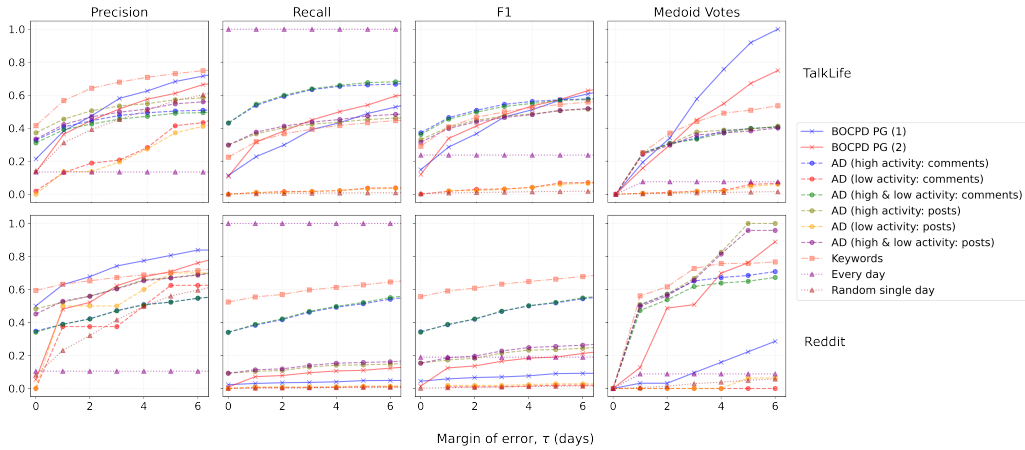 Precision Recall F1 Medoid Votes
1.0
0.8
0.6
0.4
0.2
0.0
TalkLife
BOCPD PG (1)
BOCPD PG (2)
AD (high activity: comments)
AD (low activity: comments)
AD (high & low activity: comments)
AD (high activity: posts)
AD (low activity: posts)
AD (high & low activity: posts)
Keywords
Every day
Random single day
1.0
0.8
0.6
0.4
0.2
0.0
Reddit
0 2 4 6 0 2 4 6 0 2 4 6 0 2 4 6
Margin of error, τ (days)